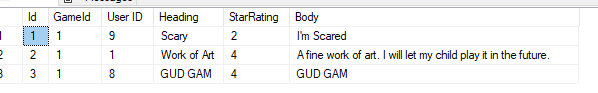 Id GameId User ID Heading StarRating Body
1 1 9 Scary 2 I'm Scared
2 2 1 1 Work of Art 4 A fine work of art. I will let my child play it in the future.
3 3 1 8 GUD GAM 4 GUD GAM